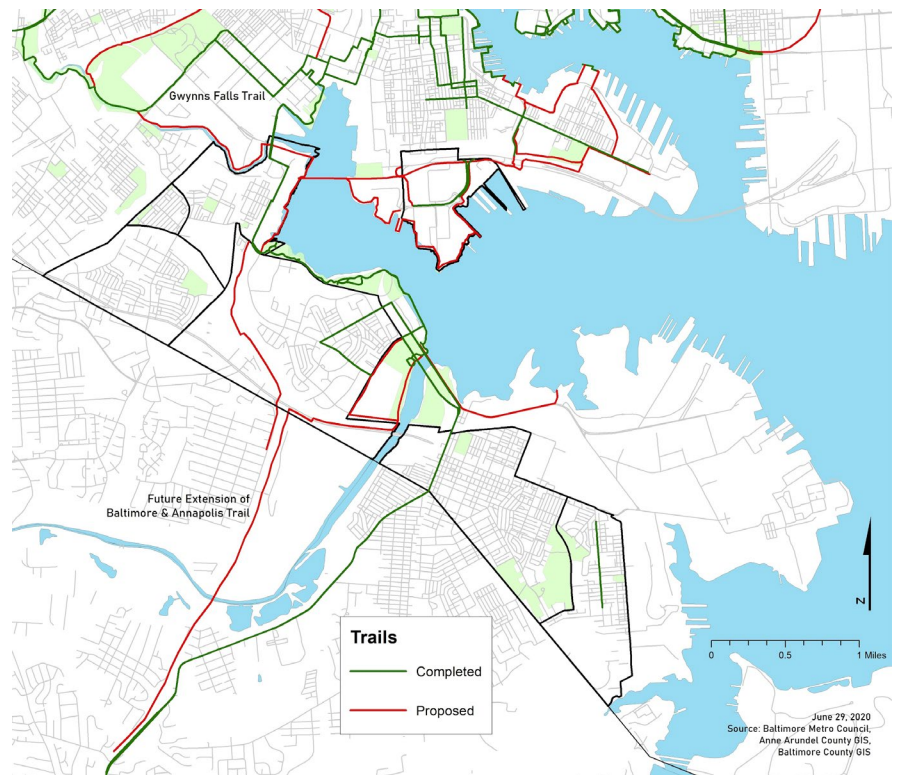 Gwynns Falls Trail
Future Extension of
Baltimore & Annapolis Trail
Trails
Completed
Proposed
N
0 0.5 1 Miles
June 29, 2020
Source: Baltimore Metro Council,
Anne Arundel County GIS,
Baltimore County GIS